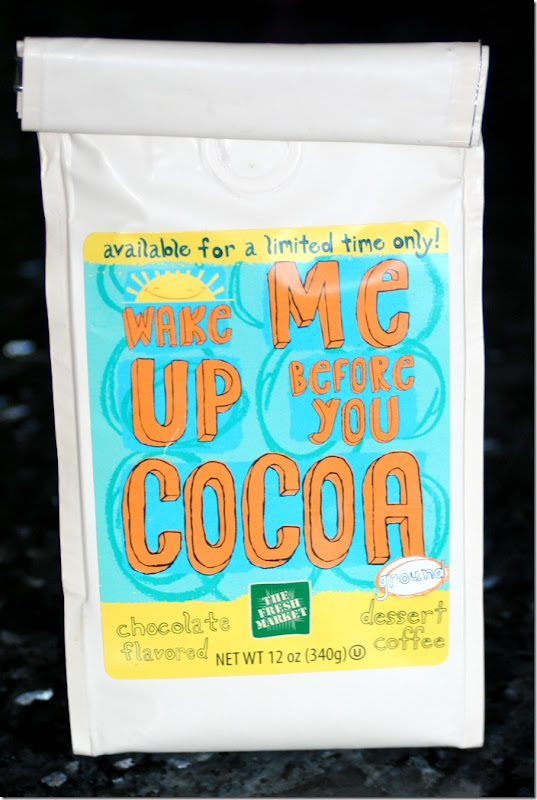 available for a limited time only!
WAKE Me
UP BEFORE YOU
COCOA
ground
chocolate flavored
THE FRESH MARKET
dessert coffee
NET WT 12 oz (340g) U